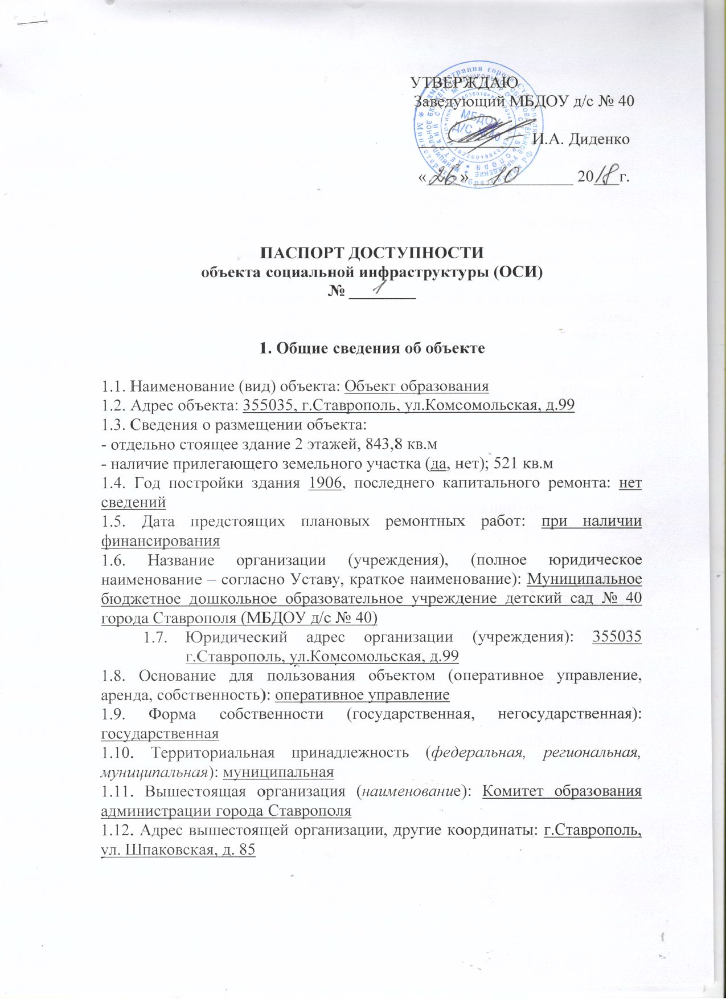 УТВЕРЖДАЮ
Заведующий МБДОУ д/с № 40
МБДОУ
Д/С №40
И.А. Диденко
«26» 10 2018г.
ПАСПОРТ ДОСТУПНОСТИ
объекта социальной инфраструктуры (ОСИ)
№ 1
1. Общие сведения об объекте
1.1. Наименование (вид) объекта: Объект образования
1.2. Адрес объекта: 355035, г.Ставрополь, ул.Комсомольская, д.99
1.3. Сведения о размещении объекта:
- отдельно стоящее здание 2 этажей, 843,8 кв.м
- наличие прилегающего земельного участка (да, нет); 521 кв.м
1.4. Год постройки здания 1906, последнего капитального ремонта: нет
сведений
1.5. Дата предстоящих плановых ремонтных работ: при наличии
финансирования
1.6. Название организации (учреждения), (полное юридическое
наименование – согласно Уставу, краткое наименование): Муниципальное
бюджетное дошкольное образовательное учреждение детский сад № 40
города Ставрополя (МБДОУ д/с № 40)
1.7. Юридический адрес организации (учреждения): 355035
г.Ставрополь, ул.Комсомольская, д.99
1.8. Основание для пользования объектом (оперативное управление,
аренда, собственность): оперативное управление
1.9. Форма собственности (государственная, негосударственная):
государственная
1.10. Территориальная принадлежность (федеральная, региональная,
муниципальная): муниципальная
1.11. Вышестоящая организация (наименование): Комитет образования
администрации города Ставрополя
1.12. Адрес вышестоящей организации, другие координаты: г.Ставрополь,
ул. Шпаковская, д. 85